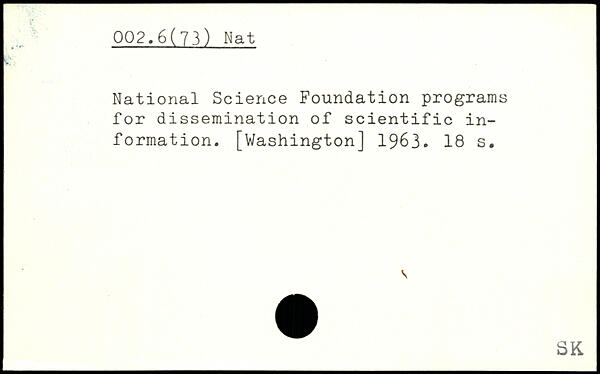 002.6(73) Nat
National Science Foundation programs
for dissemination of scientific in-
formation. [Washington] 1963. 18 s.
SK